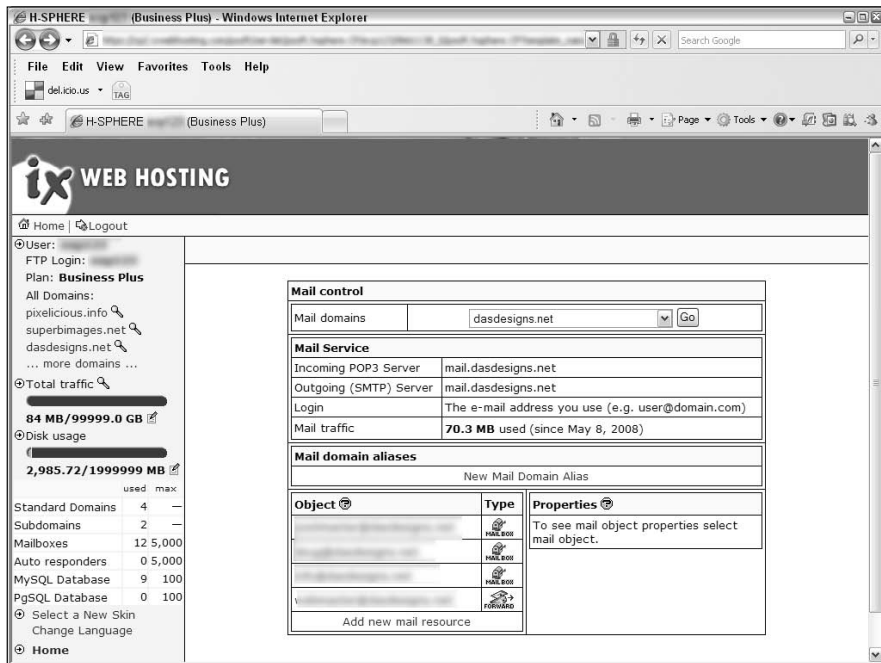 H-SPHERE (Business Plus) - Windows Internet Explorer
Search Google
File Edit View Favorites Tools Help
del.icio.us TAG
H-SPHERE (Business Plus)
Page Tools
ix WEB HOSTING
Home | Logout
User:
FTP Login:
Plan: Business Plus
All Domains:
pixelicious.info
superbimages.net
dasdesigns.net
... more domains ...
Total traffic
84 MB/99999.0 GB
Disk usage
2,985.72/1999999 MB
used max
Standard Domains 4 —
Subdomains 2 —
Mailboxes 12 5,000
Auto responders 0 5,000
MySQL Database 9 100
PgSQL Database 0 100
Select a New Skin
Change Language
Home
Mail control
Mail domains dasdesigns.net Go
Mail Service
Incoming POP3 Server mail.dasdesigns.net
Outgoing (SMTP) Server mail.dasdesigns.net
Login The e-mail address you use (e.g. user@domain.com)
Mail traffic 70.3 MB used (since May 8, 2008)
Mail domain aliases
New Mail Domain Alias
Object Type
MAIL BOX
MAIL BOX
MAIL BOX
FORWARD
Add new mail resource
Properties
To see mail object properties select
mail object.